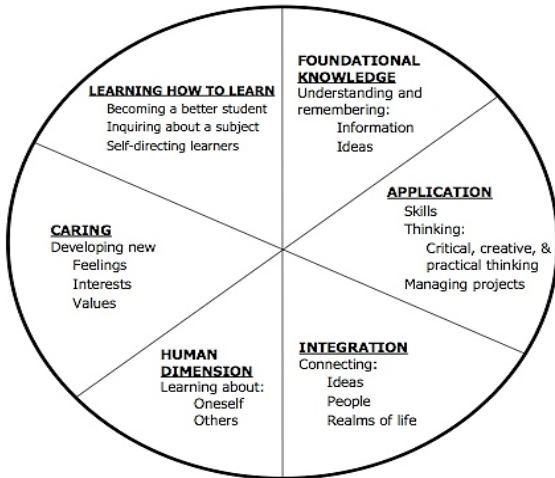 FOUNDATIONAL
KNOWLEDGE
Understanding and
remembering:
Information
Ideas
APPLICATION
Skills
Thinking:
Critical, creative, &
practical thinking
Managing projects
INTEGRATION
Connecting:
Ideas
People
Realms of life
HUMAN
DIMENSION
Learning about:
Oneself
Others
CARING
Developing new
Feelings
Interests
Values
LEARNING HOW TO LEARN
Becoming a better student
Inquiring about a subject
Self-directing learners